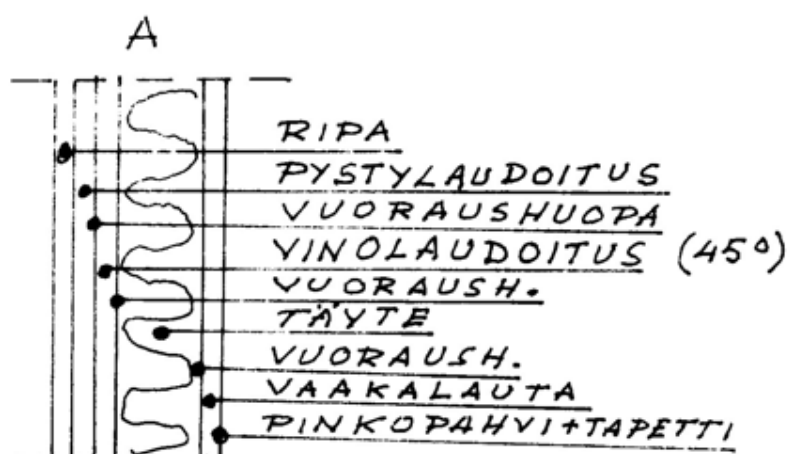 A
RIPA
PYSTYLAUDOITUS
VUORAUSHUOPA
VINOLAUDOITUS (45°)
VUORAUSH.
TÄYTE
VUORAUSH.
VAAKALAUTA
PINKOPAHVI+TAPETTI